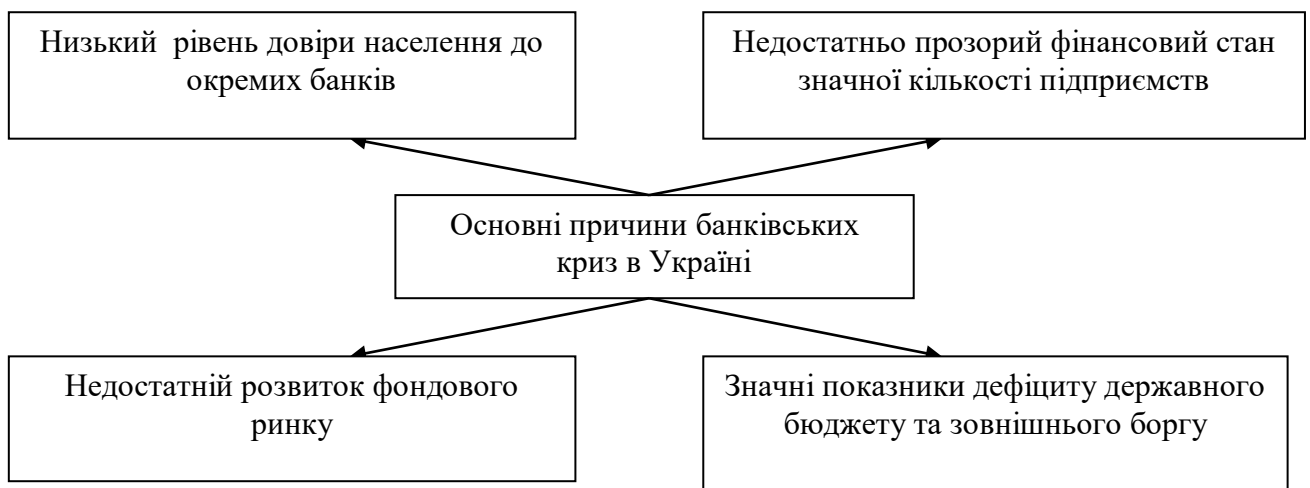 Низький рівень довіри населення до
окремих банків
Недостатньо прозорий фінансовий стан
значної кількості підприємств
Основні причини банківських
криз в Україні
Недостатній розвиток фондового
ринку
Значні показники дефіциту державного
бюджету та зовнішнього боргу